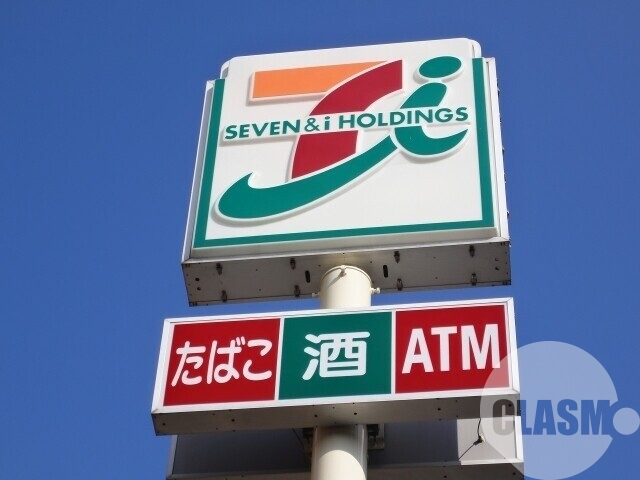 SEVEN & i HOLDINGS
たばこ 酒 ATM
CLASM.